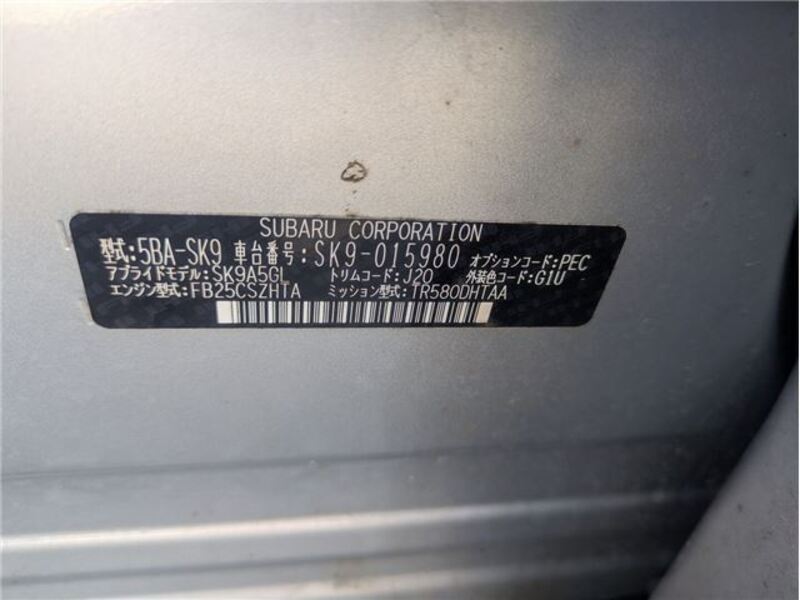 SUBARU CORPORATION
型式:5BA-SK9 車台番号:SK9-015980 オプションコード:PEC
アプライドモデル:SK9A5GL トリムコード:J20 外装色コード:G1U
エンジン型式:FB25CSZHTA ミッション型式:TR580DHTAA